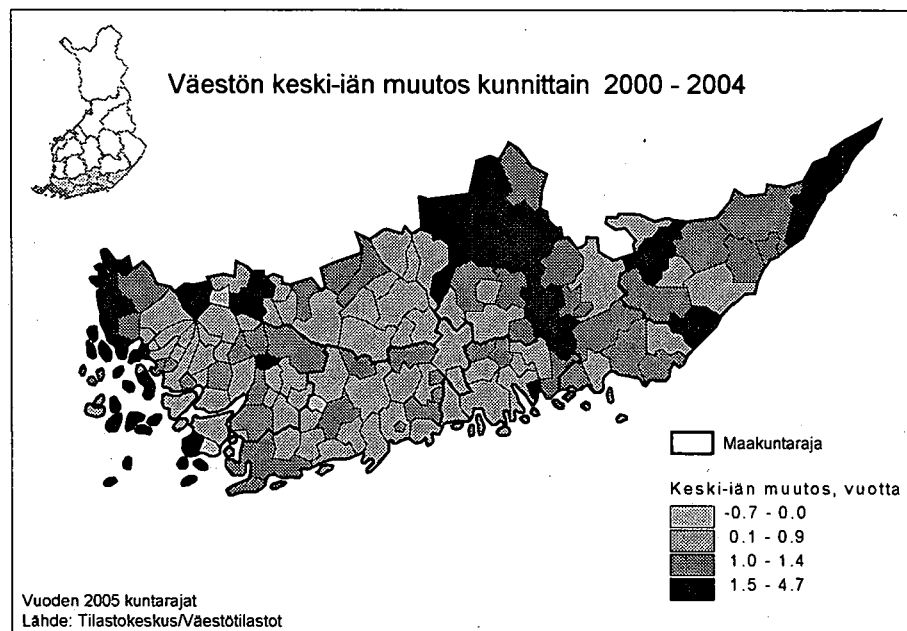 Väestön keski-iän muutos kunnittain 2000 - 2004
Maakuntaraja
Keski-iän muutos, vuotta
-0.7 - 0.0
0.1 - 0.9
1.0 - 1.4
1.5 - 4.7
Vuoden 2005 kuntarajat
Lähde: Tilastokeskus/Väestötilastot